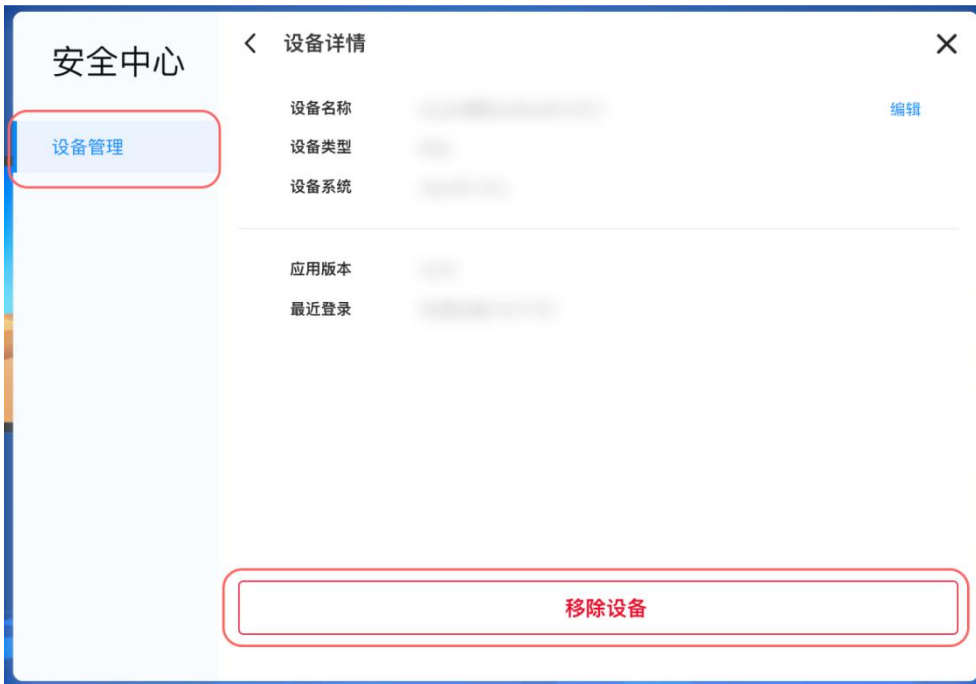 安全中心
设备管理
设备详情
设备名称 编辑
设备类型
设备系统
应用版本
最近登录
移除设备